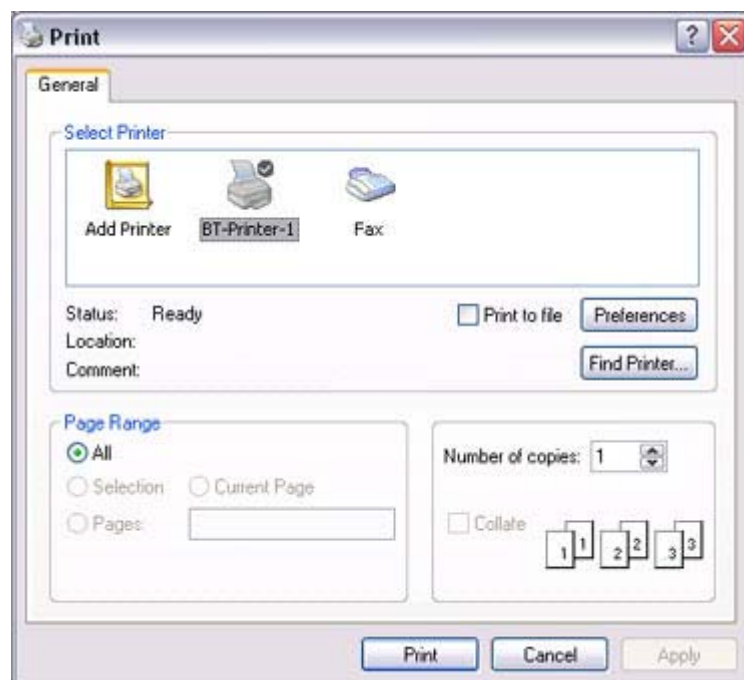 Print
General
Select Printer
Add Printer BT-Printer-1 Fax
Status: Ready Print to file Preferences
Location:
Comment: Find Printer...
Page Range
All
Selection Current Page
Pages:
Number of copies: 1
Collate
1 1 2 2 3 3
Print Cancel Apply